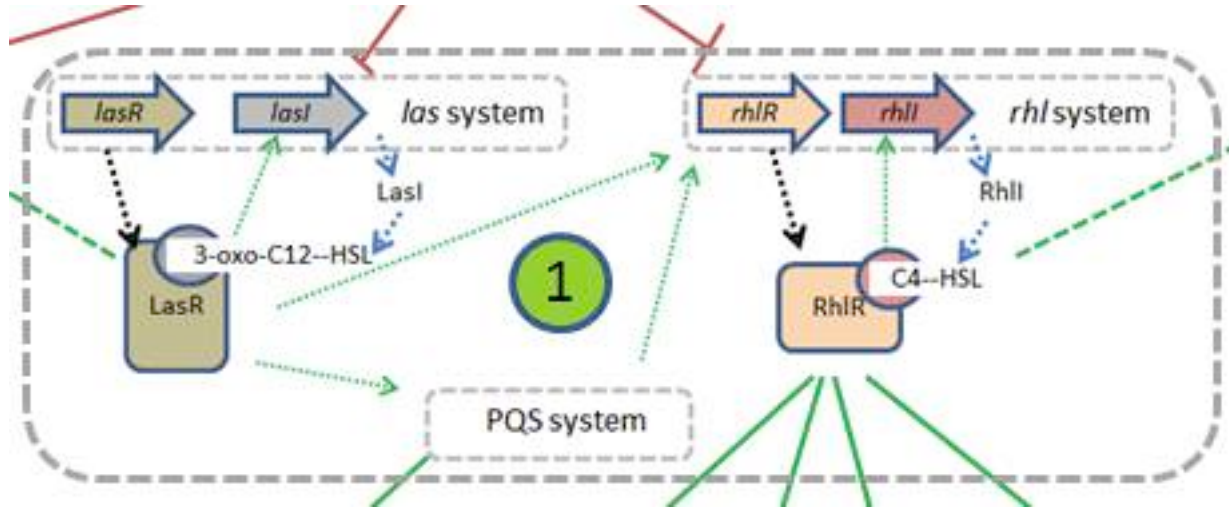 lasR
lasI
las system
rhlR
rhlI
rhl system
LasI
RhlI
3-oxo-C12--HSL
C4--HSL
1
LasR
RhlR
PQS system